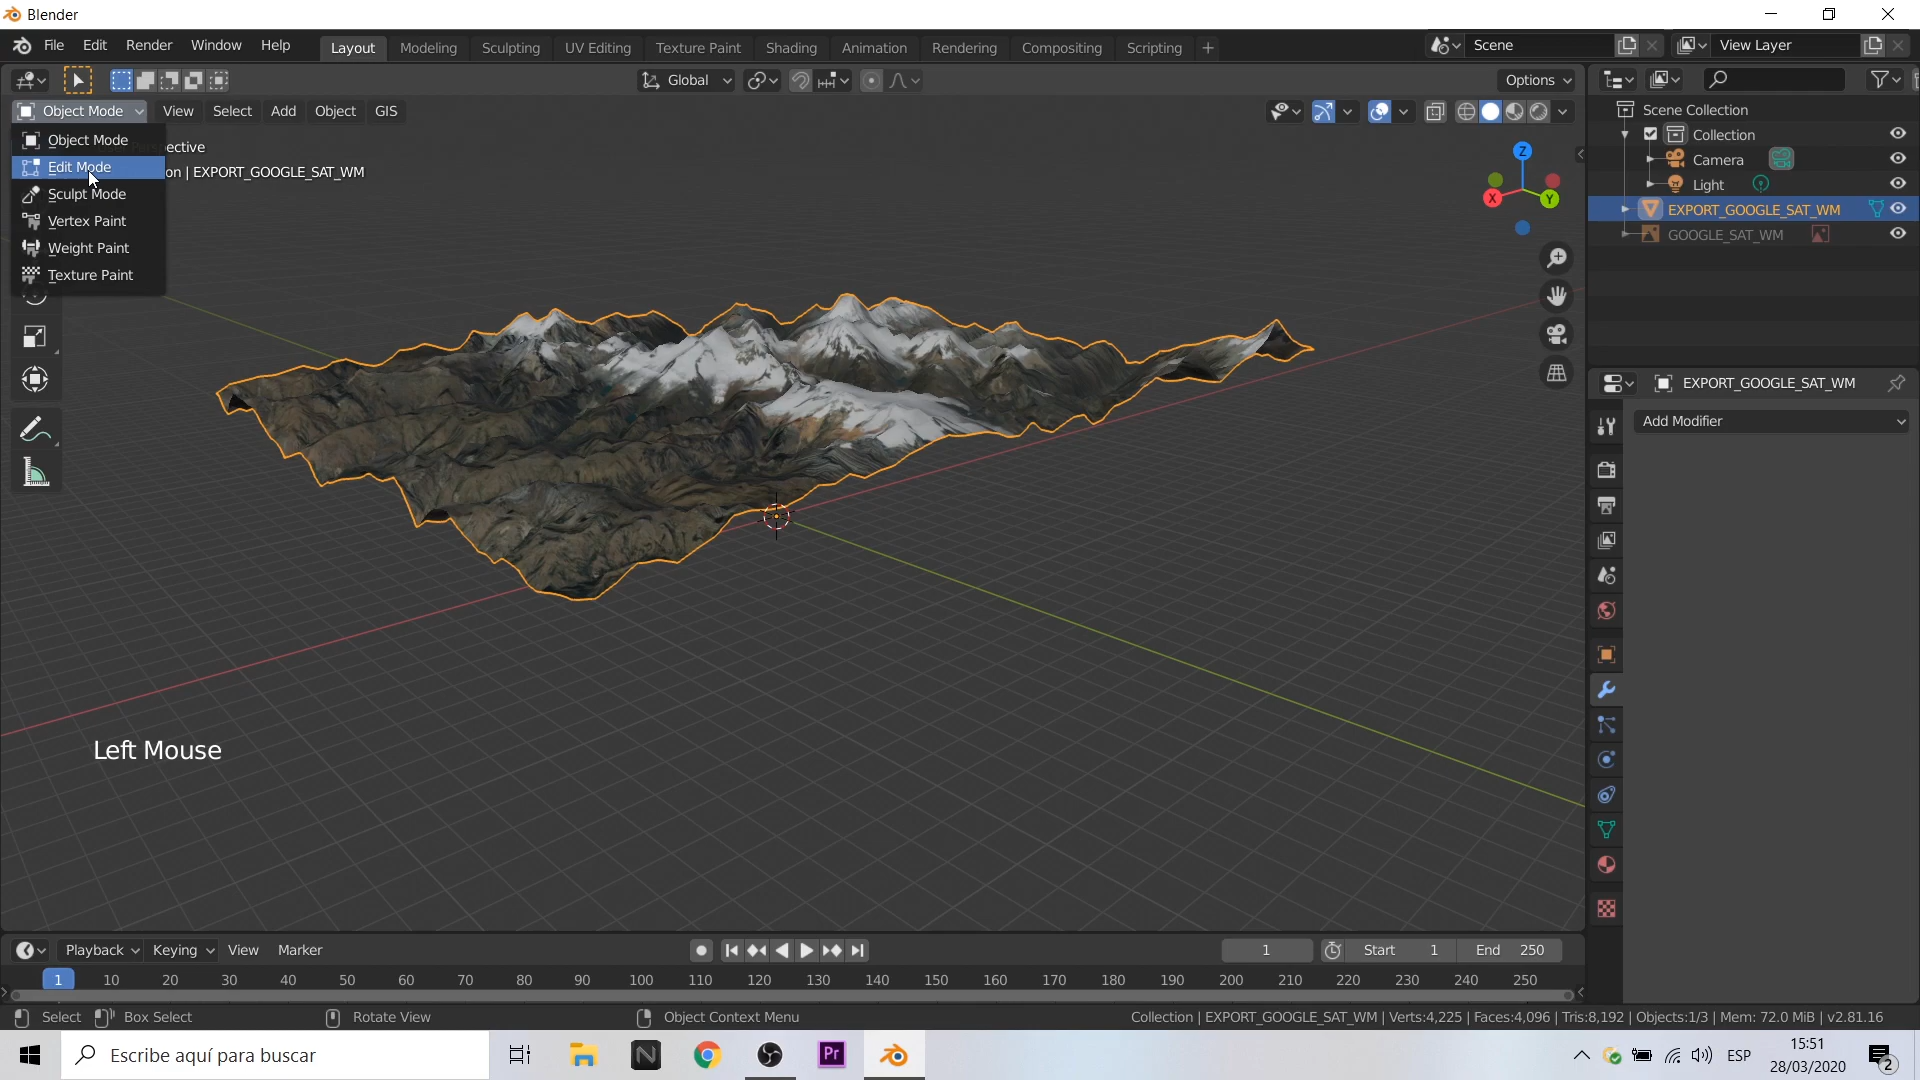 Blender
File Edit Render Window Help Layout Modeling Sculpting UV Editing Texture Paint Shading Animation Rendering Compositing Scripting + Scene View Layer
Global Options
Object Mode View Select Add Object GIS
Object Mode
Edit Mode
Sculpt Mode
Vertex Paint
Weight Paint
Texture Paint
pective
on | EXPORT_GOOGLE_SAT_WM
Z
X
Y
Scene Collection
Collection
Camera
Light
EXPORT_GOOGLE_SAT_WM
GOOGLE_SAT_WM
EXPORT_GOOGLE_SAT_WM
Add Modifier
Left Mouse
Playback Keying View Marker 1 Start 1 End 250
1 10 20 30 40 50 60 70 80 90 100 110 120 130 140 150 160 170 180 190 200 210 220 230 240 250
Select Box Select Rotate View Object Context Menu Collection | EXPORT_GOOGLE_SAT_WM | Verts:4,225 | Faces:4,096 | Tris:8,192 | Objects:1/3 | Mem: 72.0 MiB | v2.81.16
Escribe aquí para buscar
N
Pr
ESP
15:51
28/03/2020
2